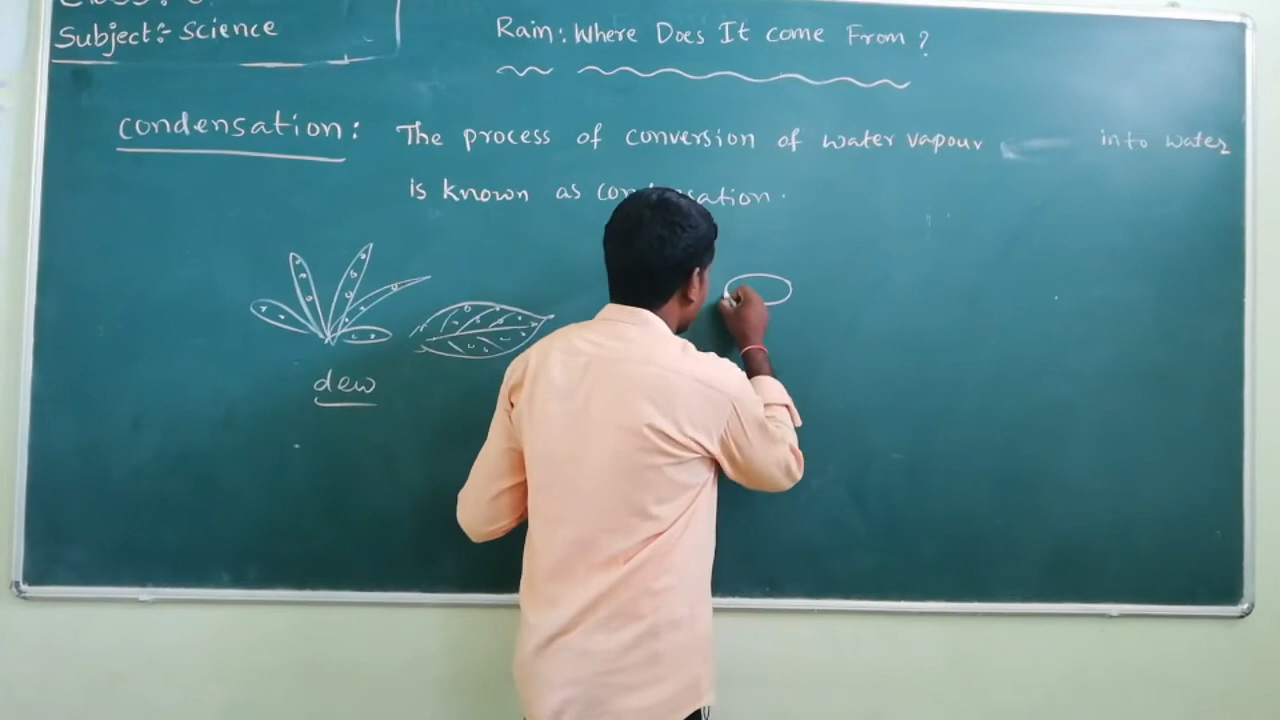 Subject:- Science
Rain: Where Does It come From ?
condensation: The process of conversion of water vapour into water
is known as condensation.
dew